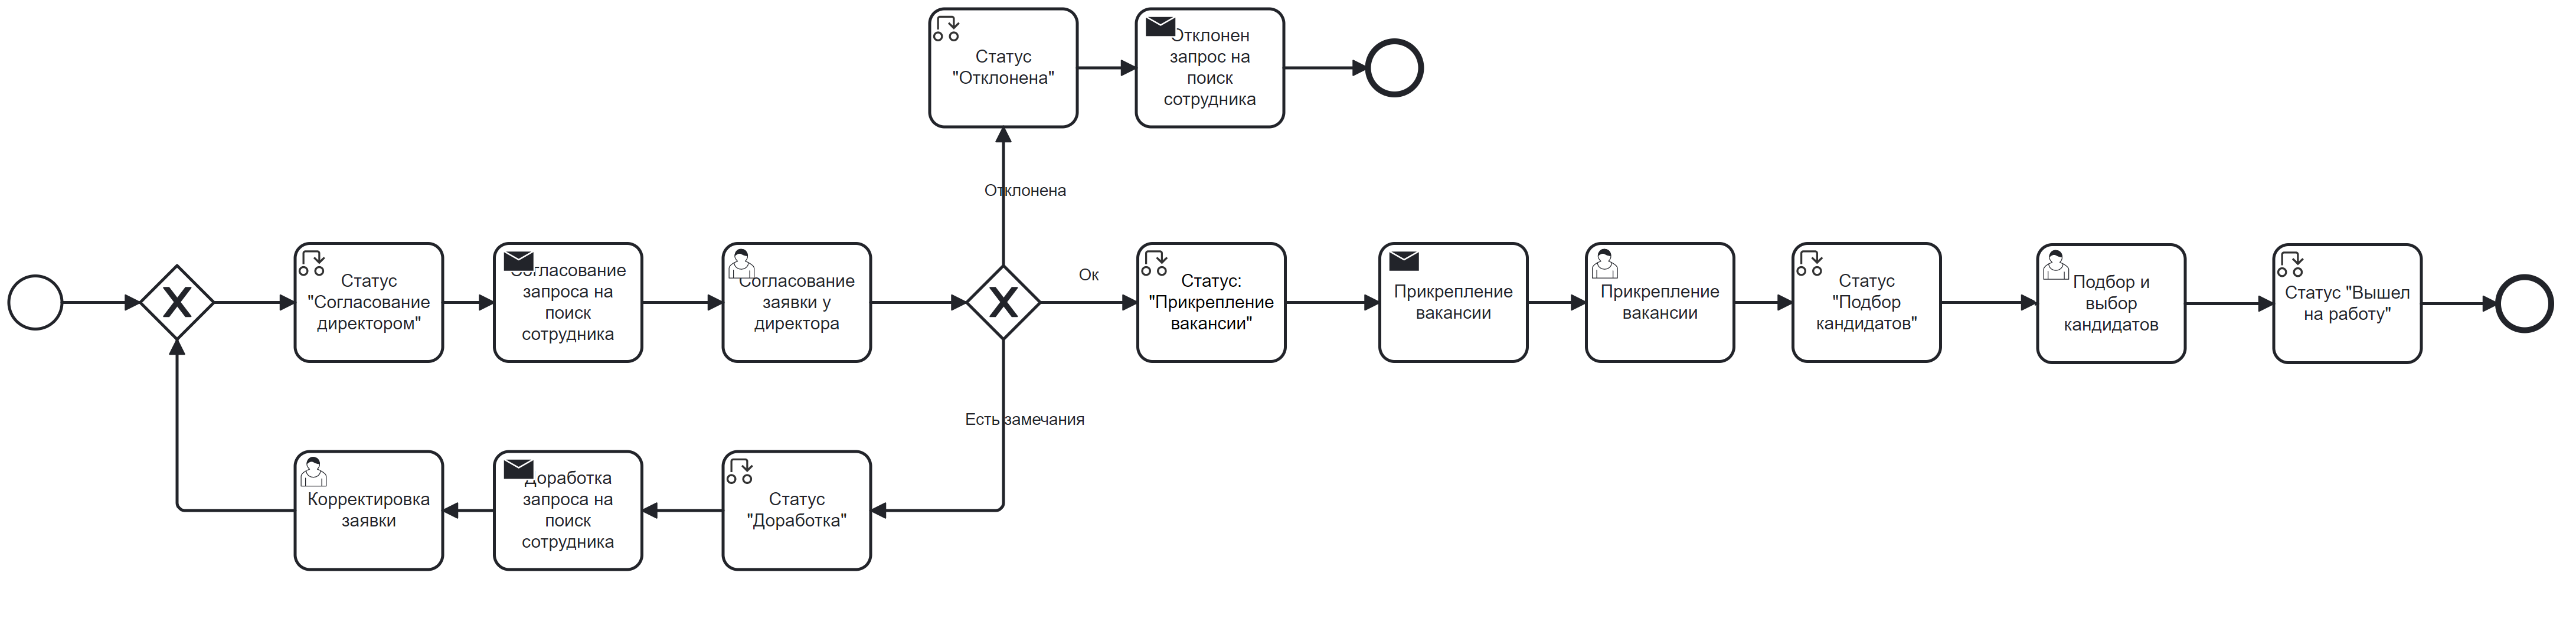 Статус
"Отклонена"
Отклонен
запрос на
поиск
сотрудника
Отклонена
Статус
"Согласование
директором"
Согласование
запроса на
поиск
сотрудника
Согласование
заявки у
директора
Ок
Статус:
"Прикрепление
вакансии"
Прикрепление
вакансии
Прикрепление
вакансии
Статус
"Подбор
кандидатов"
Подбор и
выбор
кандидатов
Статус "Вышел
на работу"
Есть замечания
Корректировка
заявки
Доработка
запроса на
поиск
сотрудника
Статус
"Доработка"